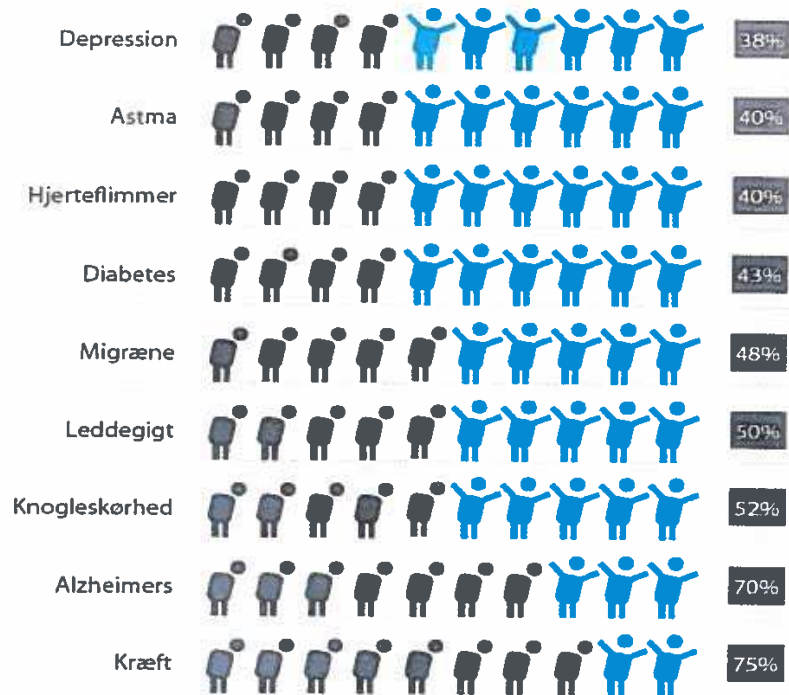 Depression 38%
Astma 40%
Hjerteflimmer 40%
Diabetes 43%
Migræne 48%
Leddegigt 50%
Knogleskørhed 52%
Alzheimers 70%
Kræft 75%